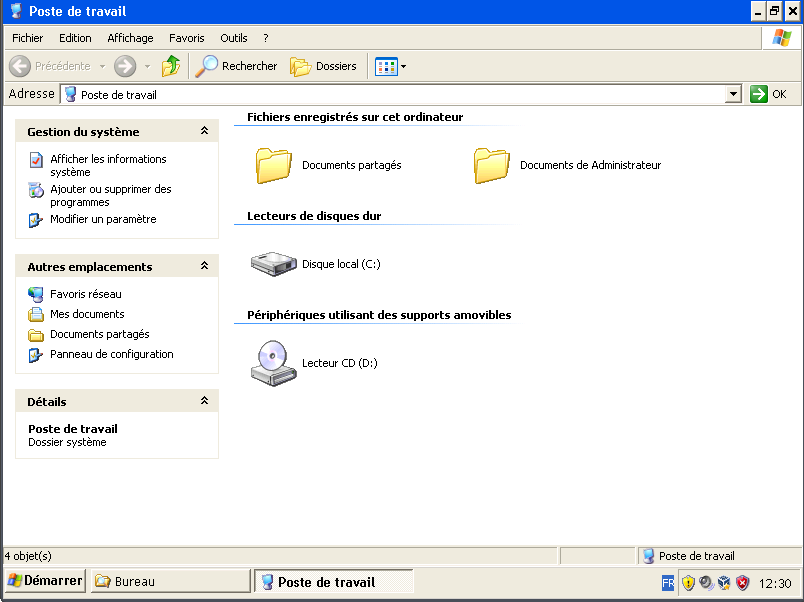 Poste de travail
Fichier Edition Affichage Favoris Outils ?
Précédente Rechercher Dossiers
Adresse Poste de travail OK
Gestion du système
Afficher les informations
système
Ajouter ou supprimer des
programmes
Modifier un paramètre
Autres emplacements
Favoris réseau
Mes documents
Documents partagés
Panneau de configuration
Détails
Poste de travail
Dossier système
Fichiers enregistrés sur cet ordinateur
Documents partagés
Documents de Administrateur
Lecteurs de disques dur
Disque local (C:)
Périphériques utilisant des supports amovibles
Lecteur CD (D:)
4 objet(s) Poste de travail
Démarrer Bureau Poste de travail FR 12:30